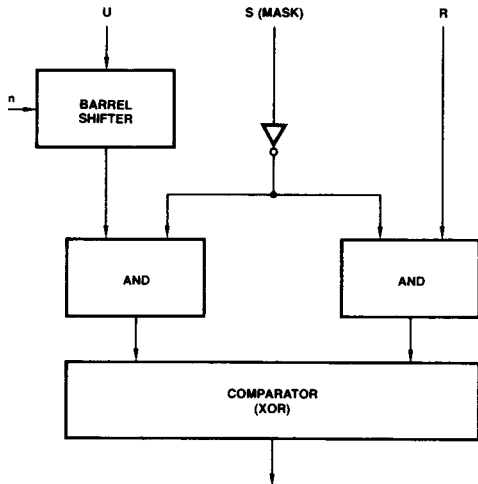 U
S (MASK)
R
n
BARREL
SHIFTER
AND
AND
COMPARATOR
(XOR)